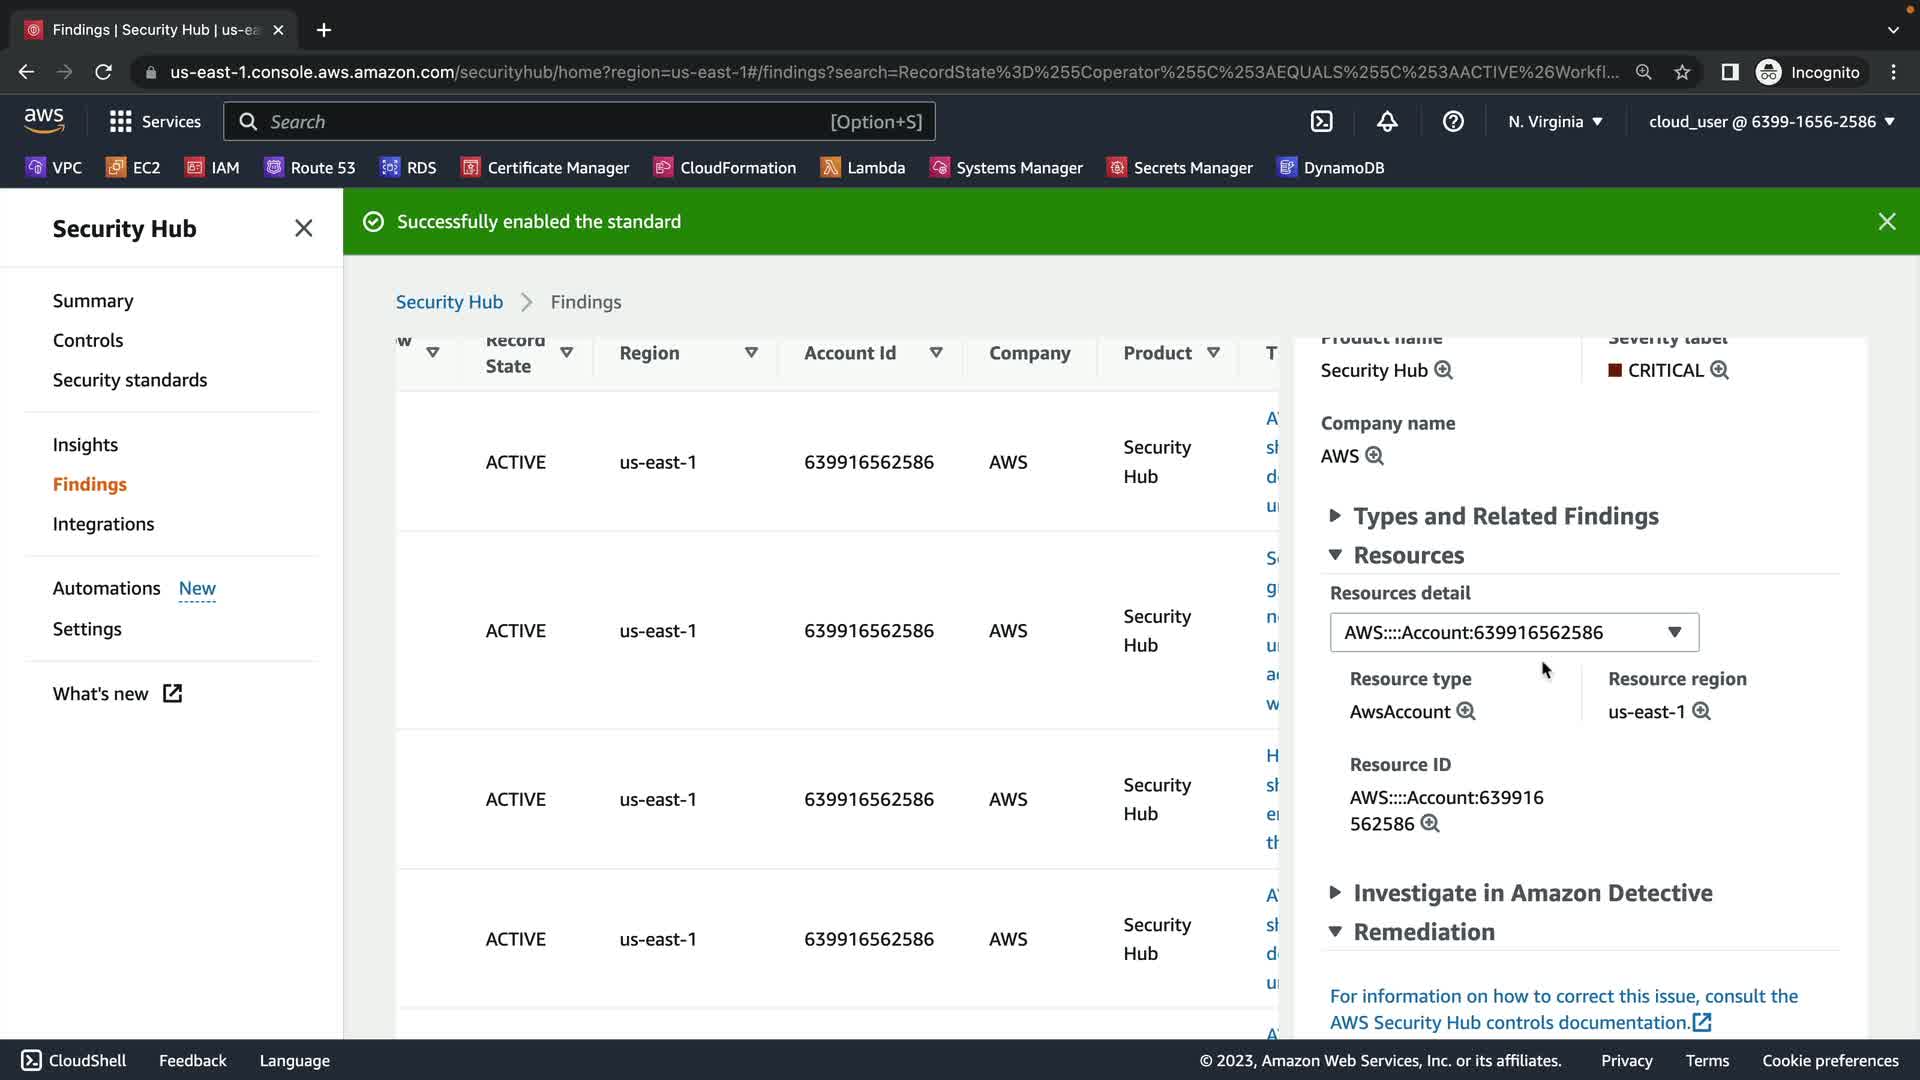 Findings | Security Hub | us-ea
us-east-1.console.aws.amazon.com/securityhub/home?region=us-east-1#/findings?search=RecordState%3D%255Coperator%255C%253AEQUALS%255C%253AACTIVE%26Workfl...
Incognito
aws
Services
Search
[Option+S]
N. Virginia
cloud_user @ 6399-1656-2586
VPC
EC2
IAM
Route 53
RDS
Certificate Manager
CloudFormation
Lambda
Systems Manager
Secrets Manager
DynamoDB
Security Hub
Successfully enabled the standard
Summary
Controls
Security standards
Insights
Findings
Integrations
Automations New
Settings
What's new
Security Hub
Findings
Record
State
Region
Account Id
Company
Product
ACTIVE
us-east-1
639916562586
AWS
Security
Hub
ACTIVE
us-east-1
639916562586
AWS
Security
Hub
ACTIVE
us-east-1
639916562586
AWS
Security
Hub
ACTIVE
us-east-1
639916562586
AWS
Security
Hub
Product name
Security Hub
Severity label
CRITICAL
Company name
AWS
Types and Related Findings
Resources
Resources detail
AWS::::Account:639916562586
Resource type
AwsAccount
Resource region
us-east-1
Resource ID
AWS::::Account:639916
562586
Investigate in Amazon Detective
Remediation
For information on how to correct this issue, consult the
AWS Security Hub controls documentation.
CloudShell
Feedback
Language
© 2023, Amazon Web Services, Inc. or its affiliates.
Privacy
Terms
Cookie preferences